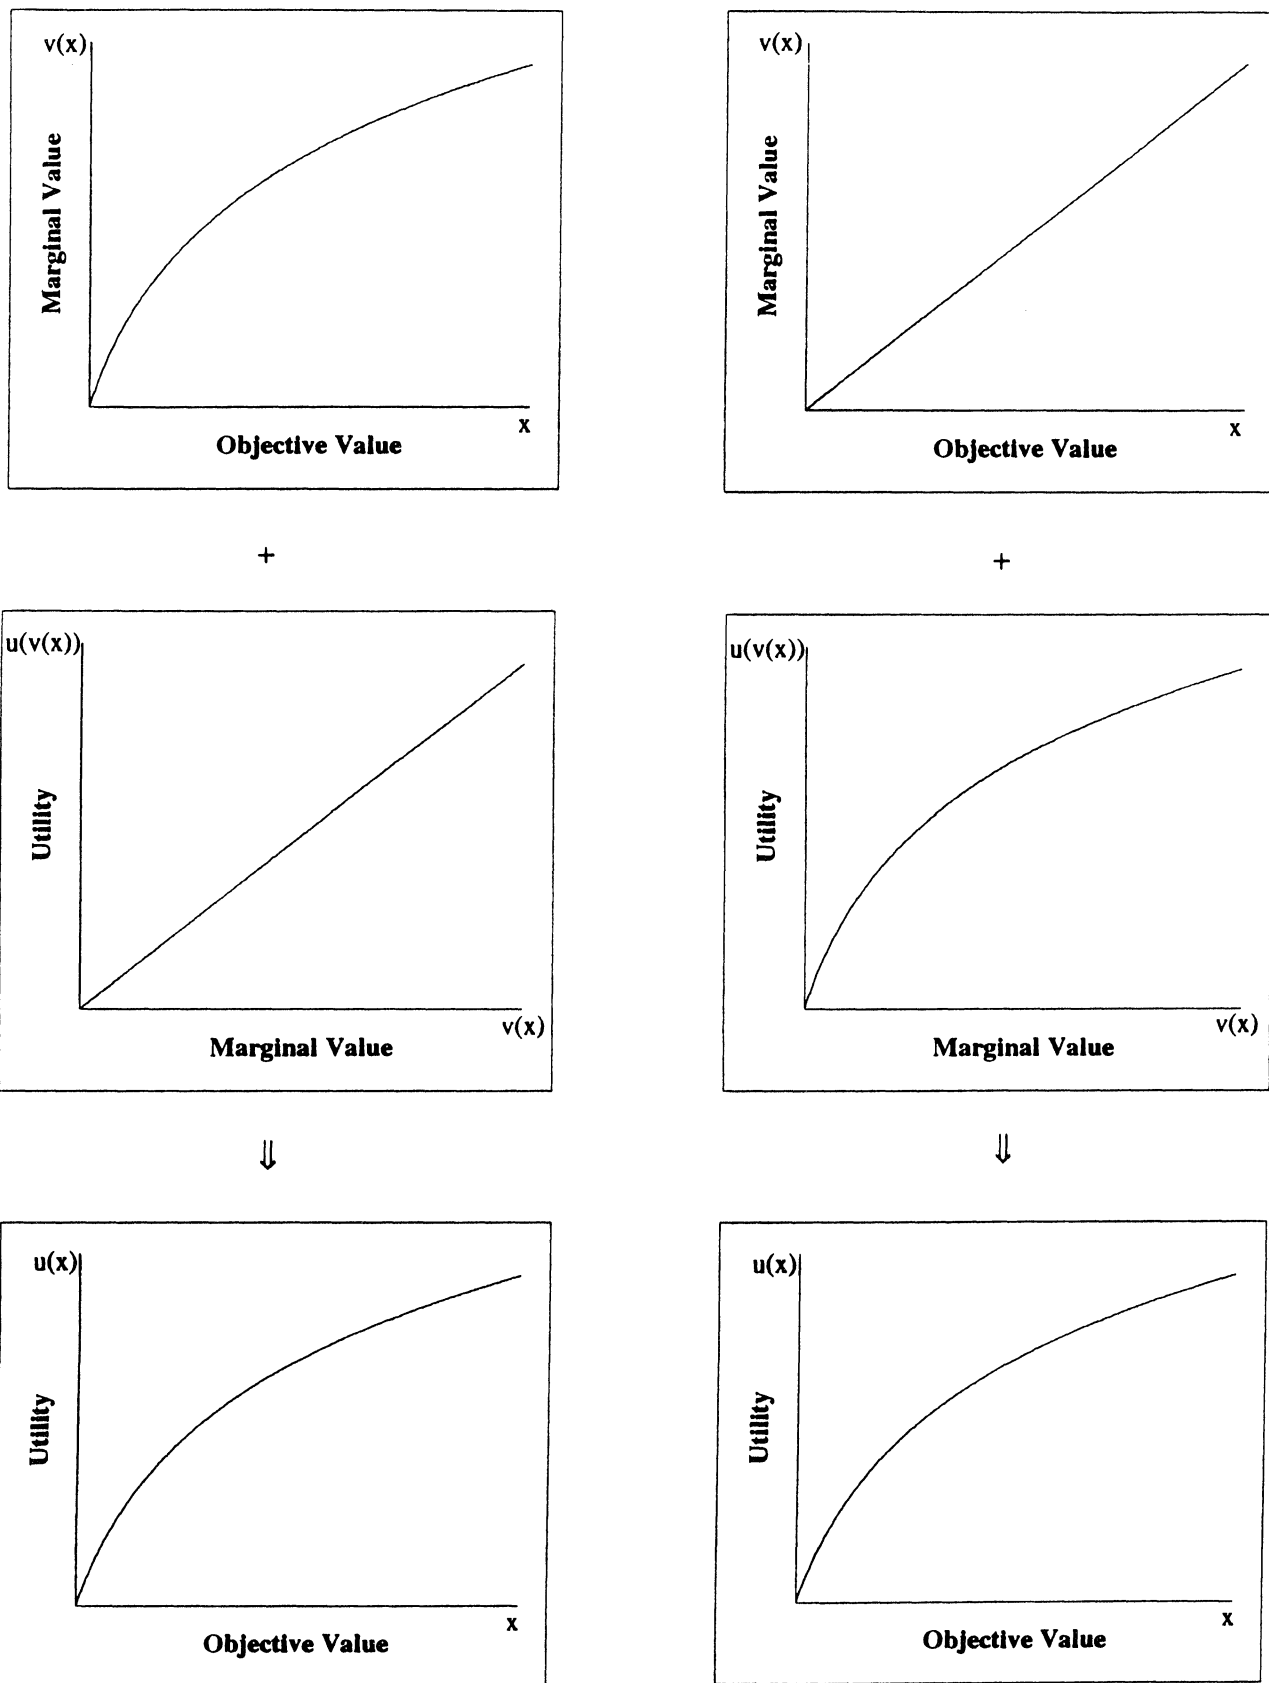 v(x)
Marginal Value
x
Objective Value
+
u(v(x))
Utility
v(x)
Marginal Value
⇓
u(x)
Utility
x
Objective Value
v(x)
Marginal Value
x
Objective Value
+
u(v(x))
Utility
v(x)
Marginal Value
⇓
u(x)
Utility
x
Objective Value